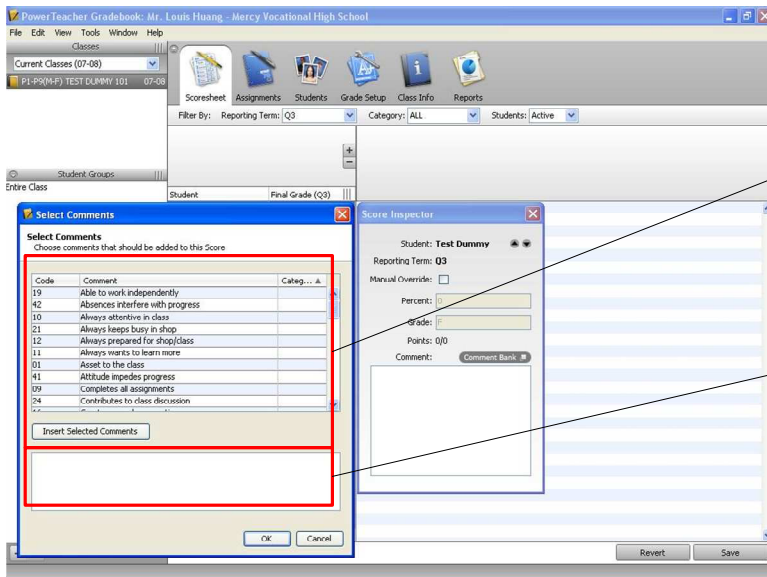 PowerTeacher Gradebook: Mr. Louis Huang - Mercy Vocational High School
File Edit View Tools Window Help
Classes
Current Classes (07-08)
P1-P9(M-F) TEST DUMMY 101 07-08
Scoresheet Assignments Students Grade Setup Class Info Reports
Filter By: Reporting Term: Q3 Category: ALL Students: Active
Student Groups
Entire Class
Student Final Grade (Q3)
Select Comments
Select Comments
Choose comments that should be added to this Score
Code Comment Categ...
19 Able to work independently
42 Absences interfere with progress
10 Always attentive in class
21 Always keeps busy in shop
12 Always prepared for shop/class
11 Always wants to learn more
01 Asset to the class
41 Attitude impedes progress
09 Completes all assignments
24 Contributes to class discussion
Insert Selected Comments
OK Cancel
Score Inspector
Student: Test Dummy
Reporting Term: Q3
Manual Override:
Percent: 0
Grade: F
Points: 0/0
Comment: Comment Bank
Revert Save